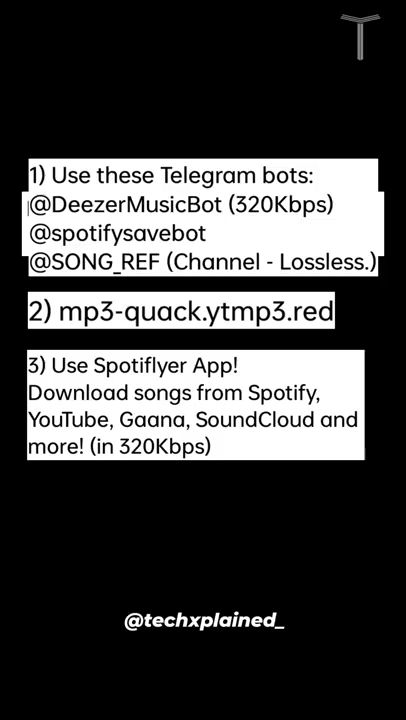 1) Use these Telegram bots:
@DeezerMusicBot (320Kbps)
@spotifysavebot
@SONG_REF (Channel - Lossless.)
2) mp3-quack.ytmp3.red
3) Use Spotiflyer App!
Download songs from Spotify,
YouTube, Gaana, SoundCloud and
more! (in 320Kbps)
@techxplained_